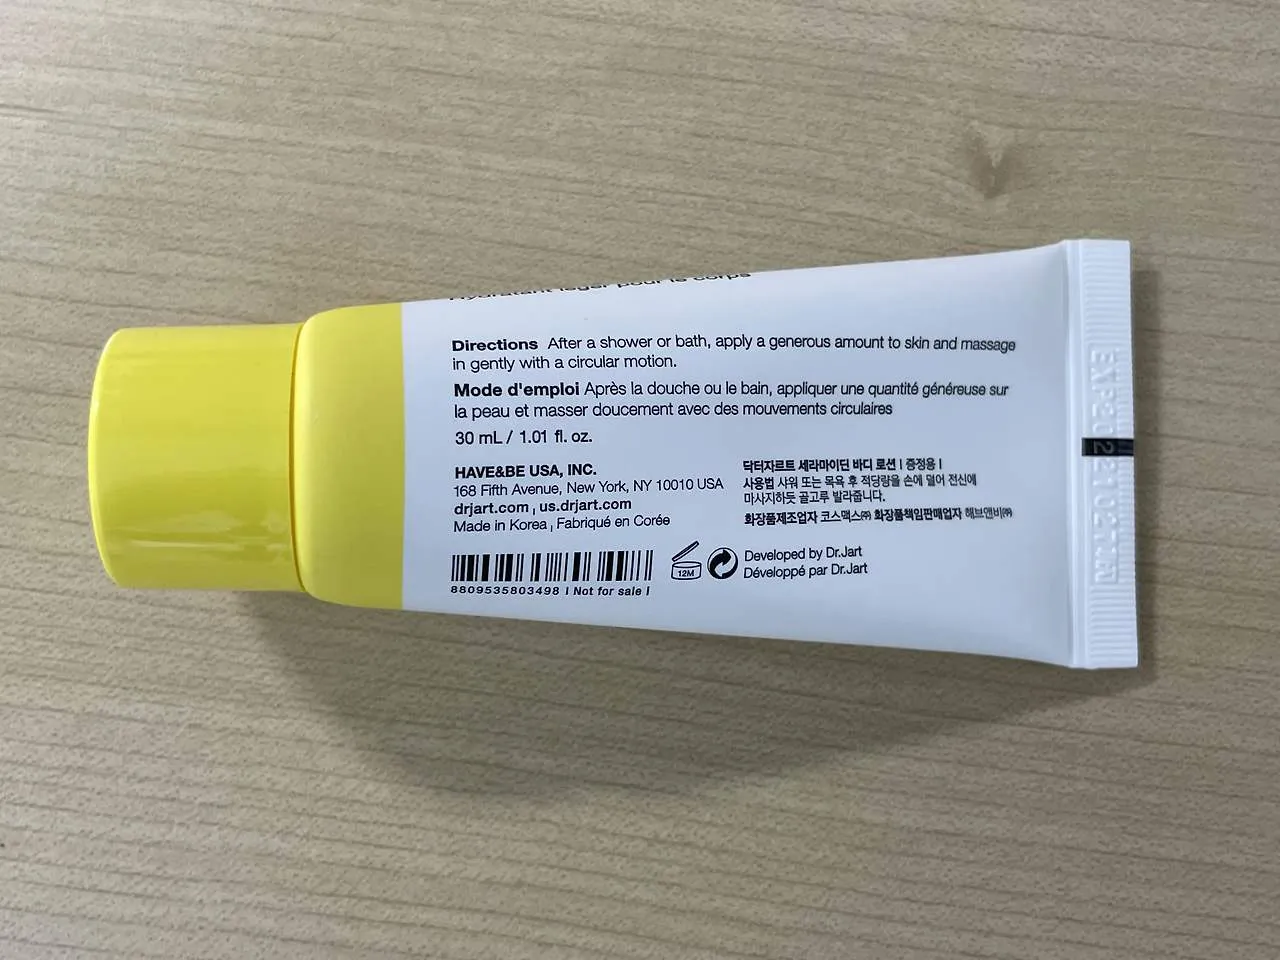 Hydratant léger pour le corps
Directions After a shower or bath, apply a generous amount to skin and massage
in gently with a circular motion.
Mode d'emploi Après la douche ou le bain, appliquer une quantité généreuse sur
la peau et masser doucement avec des mouvements circulaires
30 mL / 1.01 fl. oz.
HAVE&BE USA, INC.
168 Fifth Avenue, New York, NY 10010 USA
drjart.com | us.drjart.com
Made in Korea | Fabriqué en Corée
닥터자르트 세라마이딘 바디 로션 | 증정용 |
사용법 샤워 또는 목욕 후 적당량을 손에 덜어 전신에
마사지하듯 골고루 발라줍니다.
화장품제조업자 코스맥스㈜ 화장품책임판매업자 해브앤비㈜
8809535803498 | Not for sale |
12M
Developed by Dr.Jart
Développé par Dr.Jart